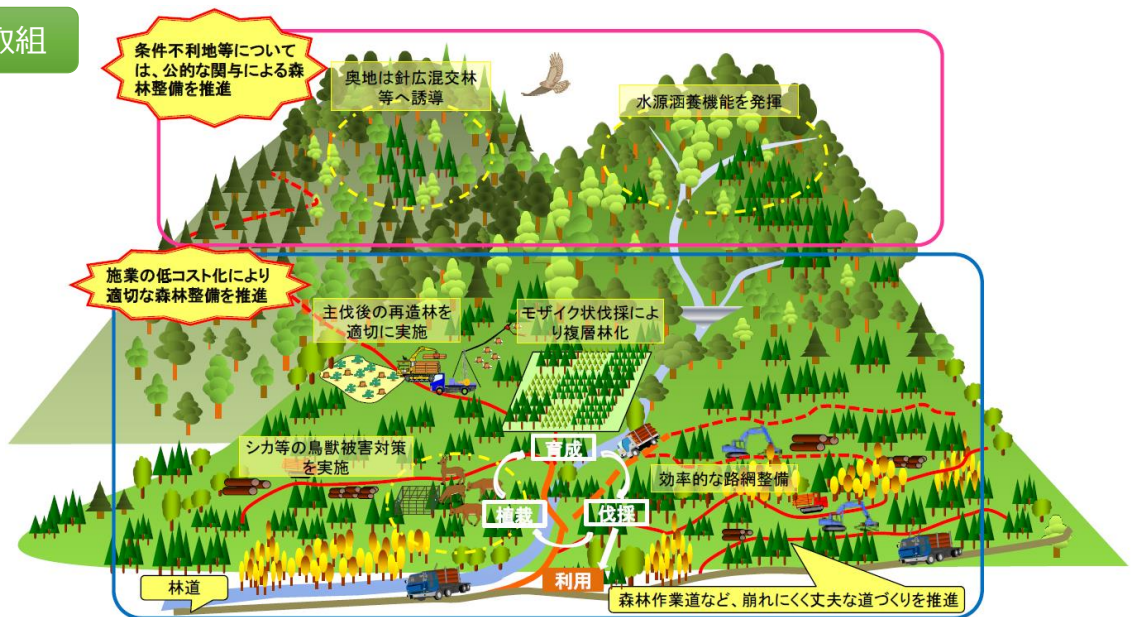 取組
条件不利地等について
は、公的な関与による森
林整備を推進
奥地は針広混交林
等へ誘導
水源涵養機能を発揮
施業の低コスト化により
適切な森林整備を推進
主伐後の再造林を
適切に実施
モザイク状伐採によ
り複層林化
シカ等の鳥獣被害対策
を実施
育成
効率的な路網整備
植栽
伐採
利用
林道
森林作業道など、崩れにくく丈夫な道づくりを推進